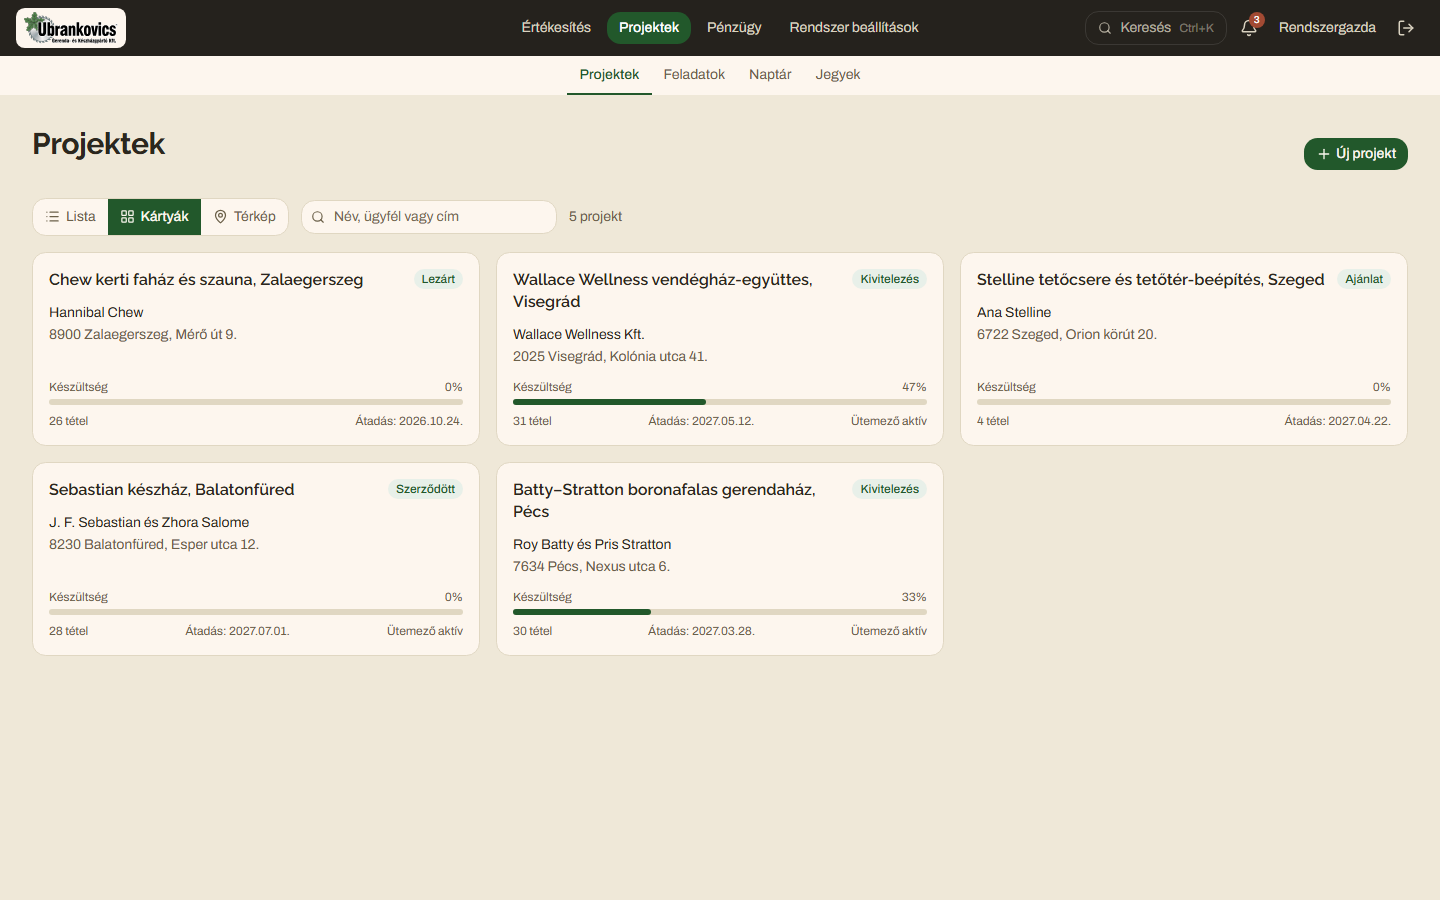 Ubrankovics
Gerenda- és Készházgyártó Kft.
Értékesítés
Projektek
Pénzügy
Rendszer beállítások
Keresés Ctrl+K
3
Rendszergazda
Projektek
Feladatok
Naptár
Jegyek
Projektek
Új projekt
Lista
Kártyák
Térkép
Név, ügyfél vagy cím
5 projekt
Chew kerti faház és szauna, Zalaegerszeg
Lezárt
Hannibal Chew
8900 Zalaegerszeg, Mérő út 9.
Készültség 0%
26 tétel Átadás: 2026.10.24.
Wallace Wellness vendégház-együttes,
Visegrád
Kivitelezés
Wallace Wellness Kft.
2025 Visegrád, Kolónia utca 41.
Készültség 47%
31 tétel Átadás: 2027.05.12. Ütemező aktív
Stelline tetőcsere és tetőtér-beépítés, Szeged
Ajánlat
Ana Stelline
6722 Szeged, Orion körút 20.
Készültség 0%
4 tétel Átadás: 2027.04.22.
Sebastian készház, Balatonfüred
Szerződött
J. F. Sebastian és Zhora Salome
8230 Balatonfüred, Esper utca 12.
Készültség 0%
28 tétel Átadás: 2027.07.01. Ütemező aktív
Batty–Stratton boronafalas gerendaház,
Pécs
Kivitelezés
Roy Batty és Pris Stratton
7634 Pécs, Nexus utca 6.
Készültség 33%
30 tétel Átadás: 2027.03.28. Ütemező aktív